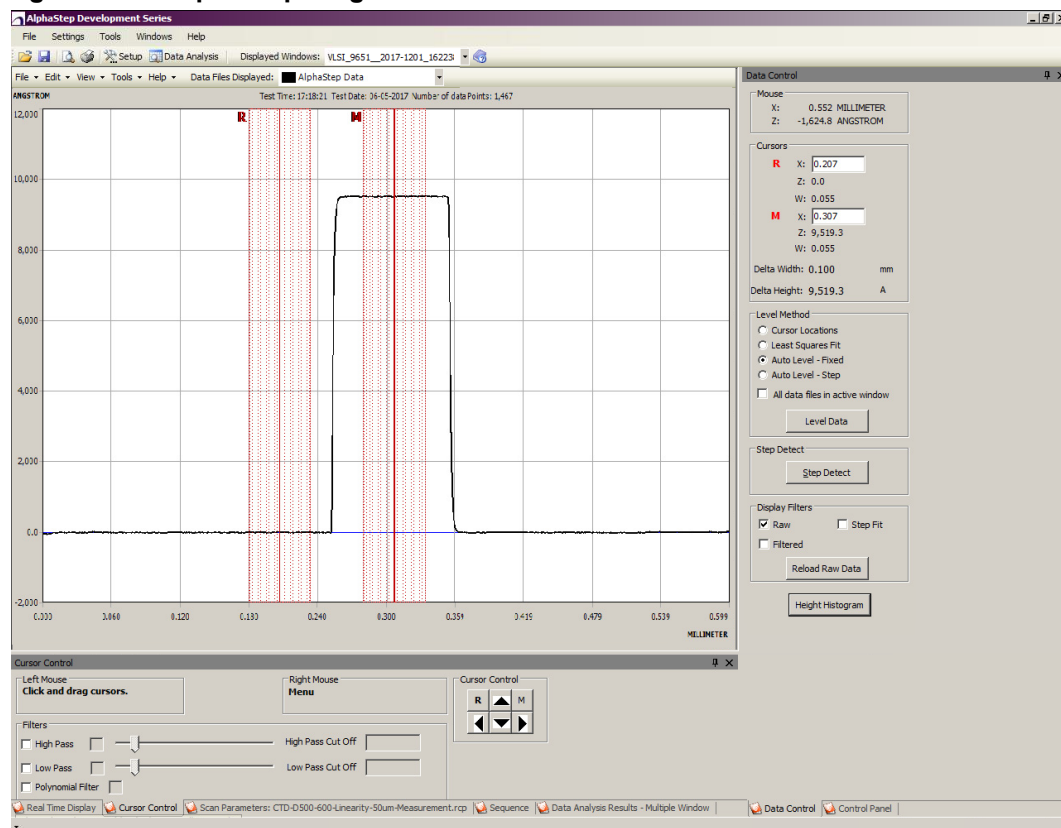 AlphaStep Development Series
File Settings Tools Windows Help
Setup Data Analysis Displayed Windows: VLSI_9651__2017-1201_16223
File Edit View Tools Help Data Files Displayed: AlphaStep Data
ANGSTROM
Test Time: 17:18:21 Test Date: 06-05-2017 Number of data Points: 1,467
R M
12,000
10,000
8,000
6,000
4,000
2,000
0.0
-2,000
0.060 0.120 0.240 0.300 0.359 0.419 0.479 0.539 0.599
MILLIMETER
Data Control
Mouse
X: 0.552 MILLIMETER
Z: -1,624.8 ANGSTROM
Cursors
R X: 0.207
Z: 0.0
W: 0.055
M X: 0.307
Z: 9,519.3
W: 0.055
Delta Width: 0.100 mm
Delta Height: 9,519.3 A
Level Method
Cursor Locations
Least Squares Fit
Auto Level - Fixed
Auto Level - Step
All data files in active window
Level Data
Step Detect
Step Detect
Display Filters
Raw Step Fit
Filtered
Reload Raw Data
Height Histogram
Cursor Control
Left Mouse
Click and drag cursors.
Right Mouse
Menu
Cursor Control
R M
Filters
High Pass High Pass Cut Off
Low Pass Low Pass Cut Off
Polynomial Filter
Real Time Display Cursor Control Scan Parameters: CTD-D500-600-Linearity-50um-Measurement.rcp Sequence Data Analysis Results - Multiple Window
Data Control Control Panel